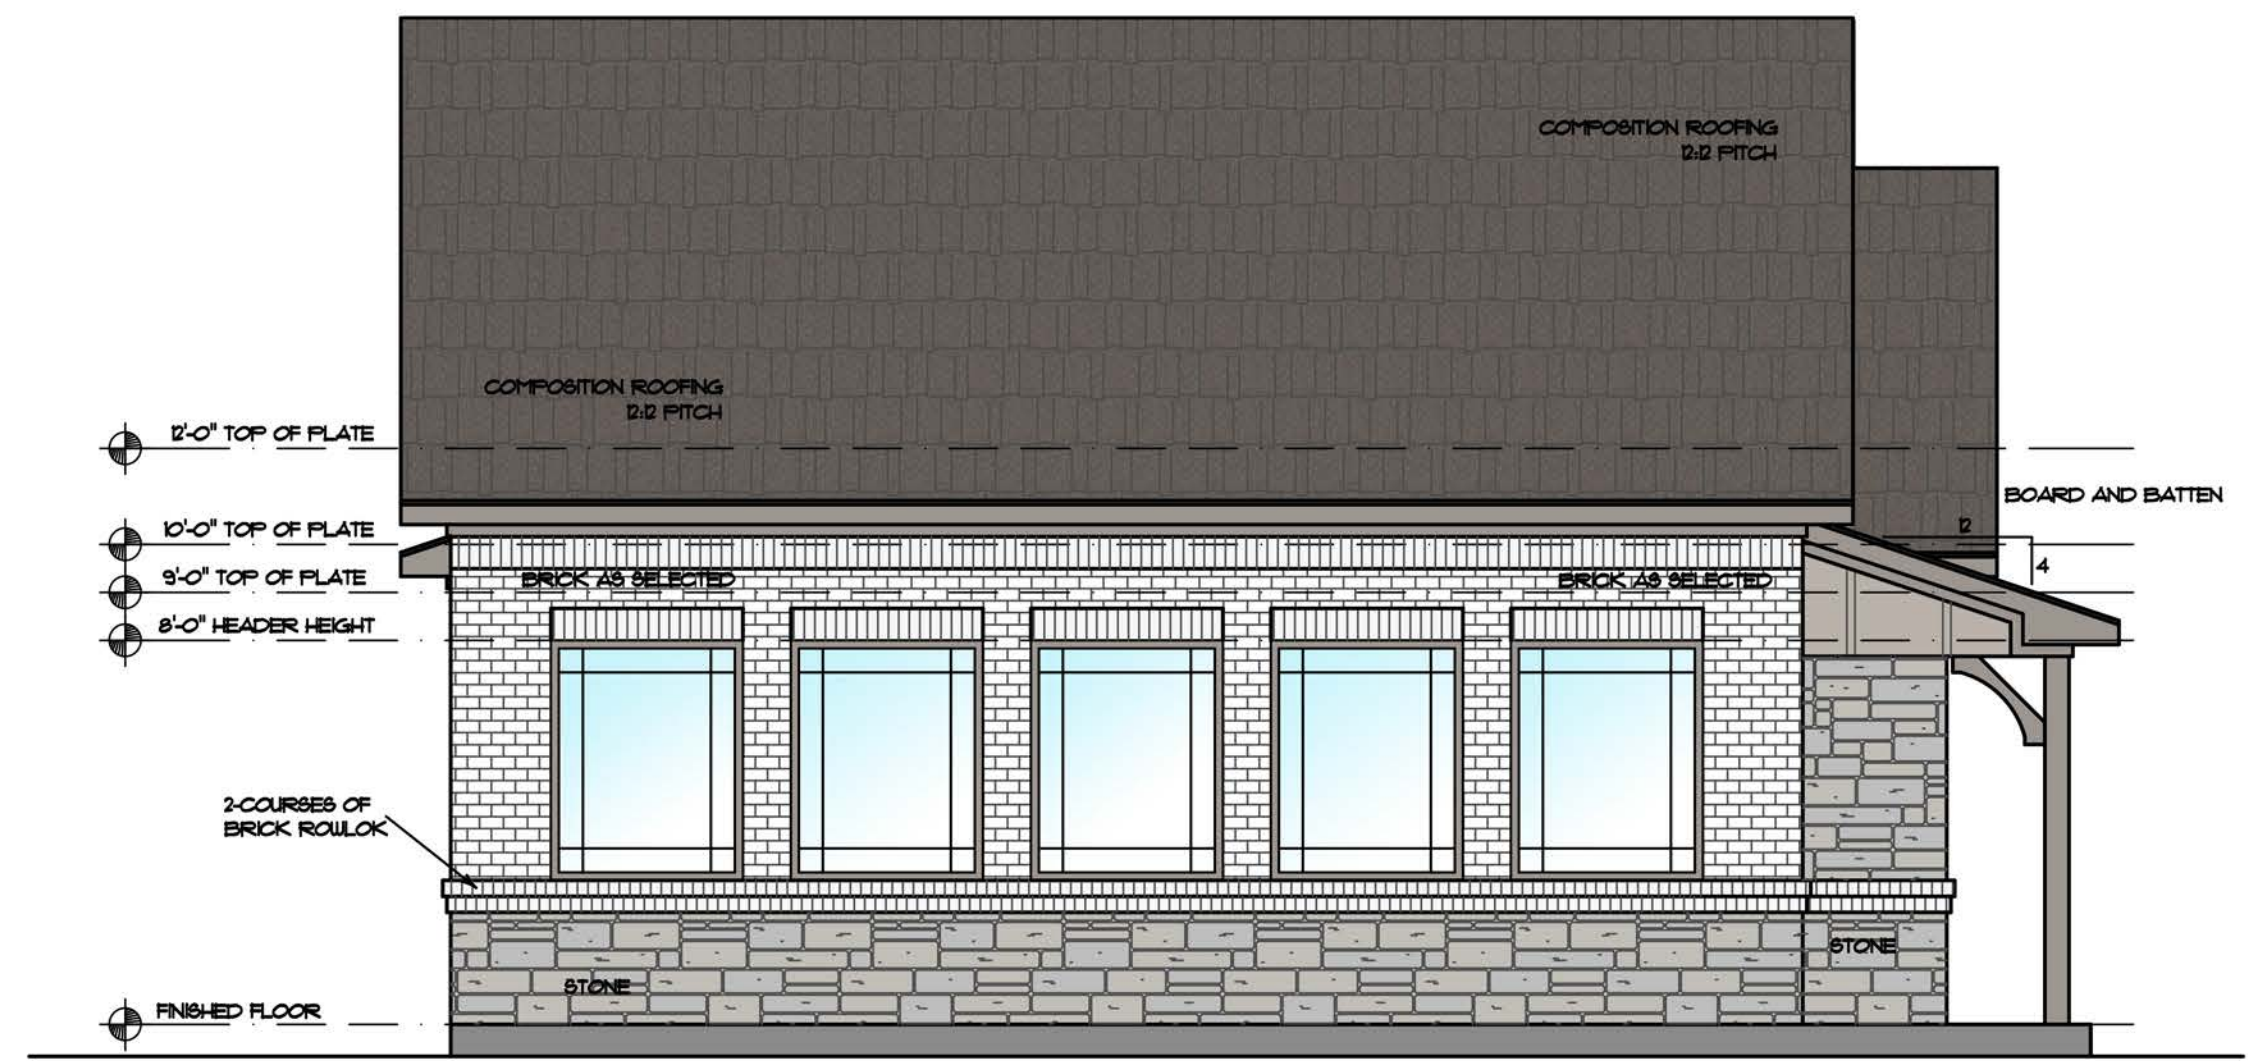 COMPOSITION ROOFING
12:12 PITCH
COMPOSITION ROOFING
12:12 PITCH
12'-0" TOP OF PLATE
BOARD AND BATTEN
10'-0" TOP OF PLATE
12
4
9'-0" TOP OF PLATE
BRICK AS SELECTED
BRICK AS SELECTED
8'-0" HEADER HEIGHT
2-COURSES OF
BRICK ROWLOK
STONE
STONE
FINISHED FLOOR